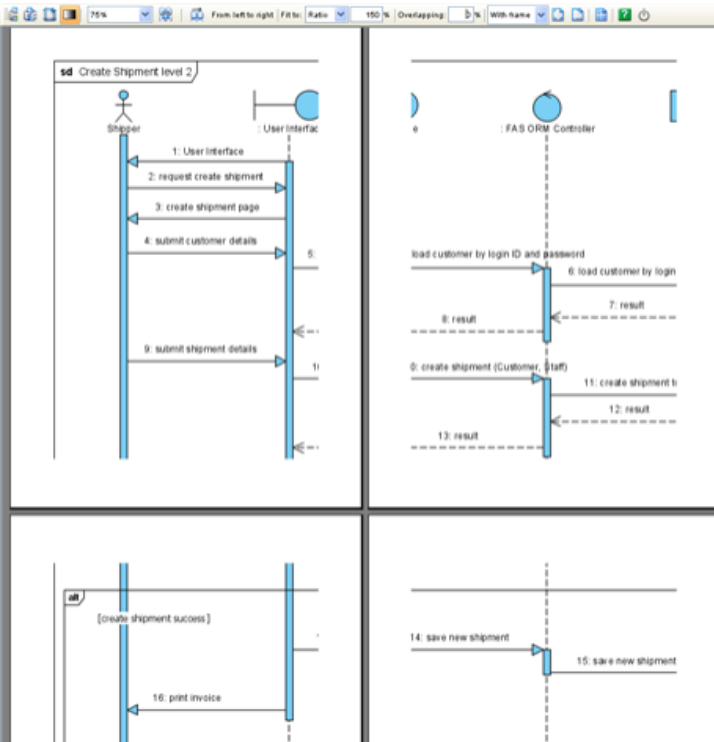 75% From left to right Fit to: Ratio 150 % Overlapping: % With frame
sd Create Shipment level 2
Shipper
: User Interfac
e
: FAS ORM Controller
1: User Interface
2: request create shipment
3: create shipment page
4: submit customer details
5:
load customer by login ID and password
6: load customer by login
7: result
8: result
9: submit shipment details
0: create shipment (Customer, Staff)
11: create shipment
12: result
13: result
alt
[create shipment success]
14: save new shipment
15: save new shipment
16: print invoice